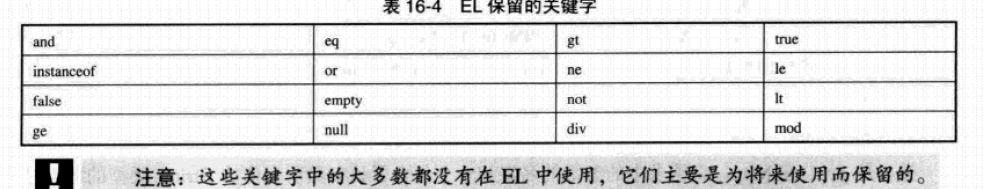 表 16-4 EL 保留的关键字
and eq gt true
instanceof or ne le
false empty not lt
ge null div mod
注意：这些关键字中的大多数都没有在 EL 中使用，它们主要是为将来使用而保留的。